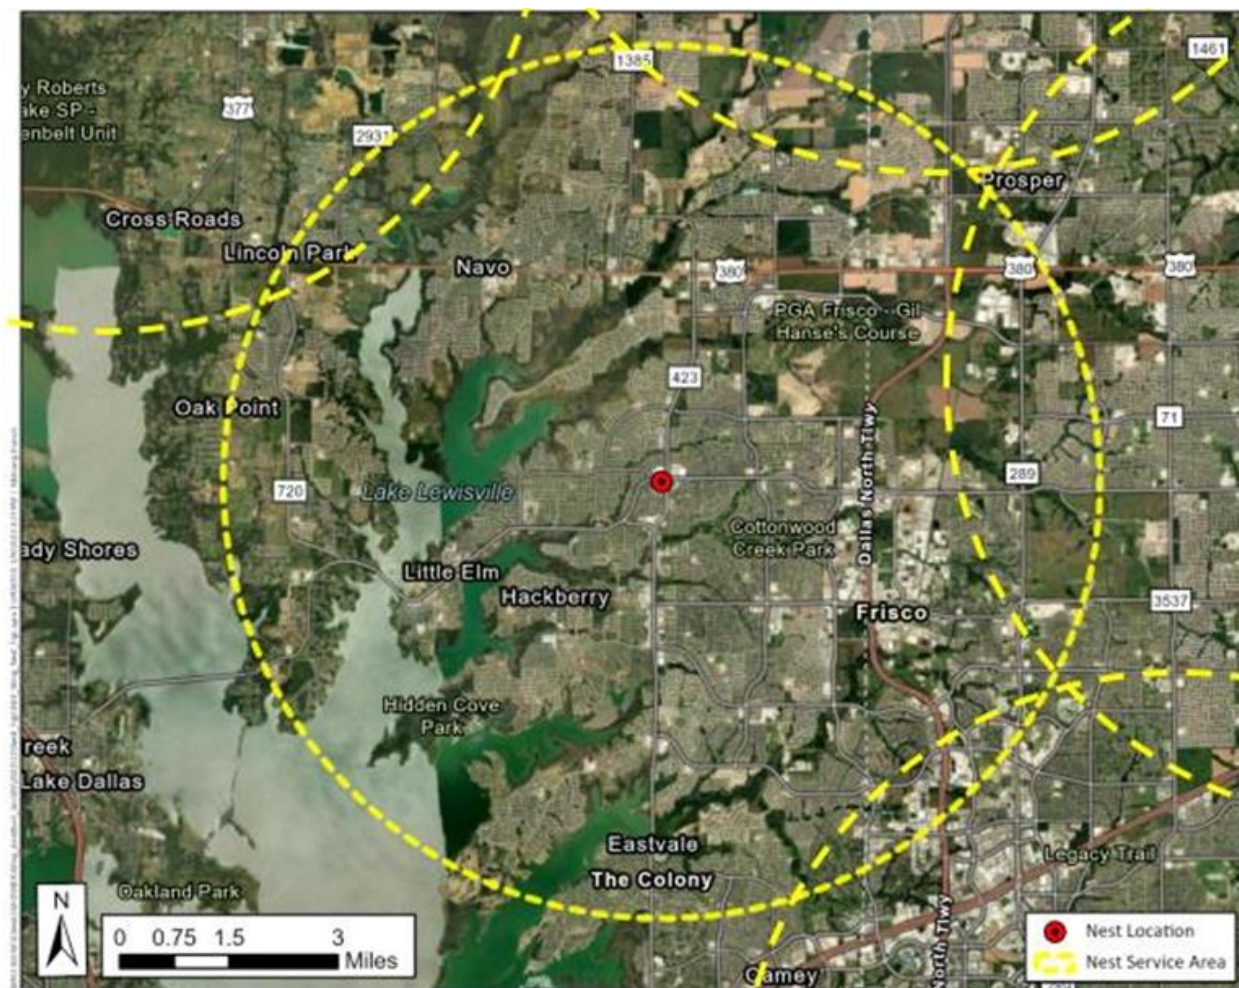 1385
1461
y Roberts
ake SP -
enbelt Unit
377
2931
Prosper
Cross Roads
Lincoln Park
Navo
380
380
380
PGA Frisco - Gil
Hanse's Course
423
Oak Point
Dallas North Tlwy
71
720
Lake Lewisville
289
Cottonwood
Creek Park
ady Shores
Little Elm
Hackberry
3537
Frisco
Hidden Cove
Park
reek
Lake Dallas
Eastvale
The Colony
Legacy Trail
Oakland Park
N
0 0.75 1.5 3
Miles
North Tlwy
Camey
Nest Location
Nest Service Area